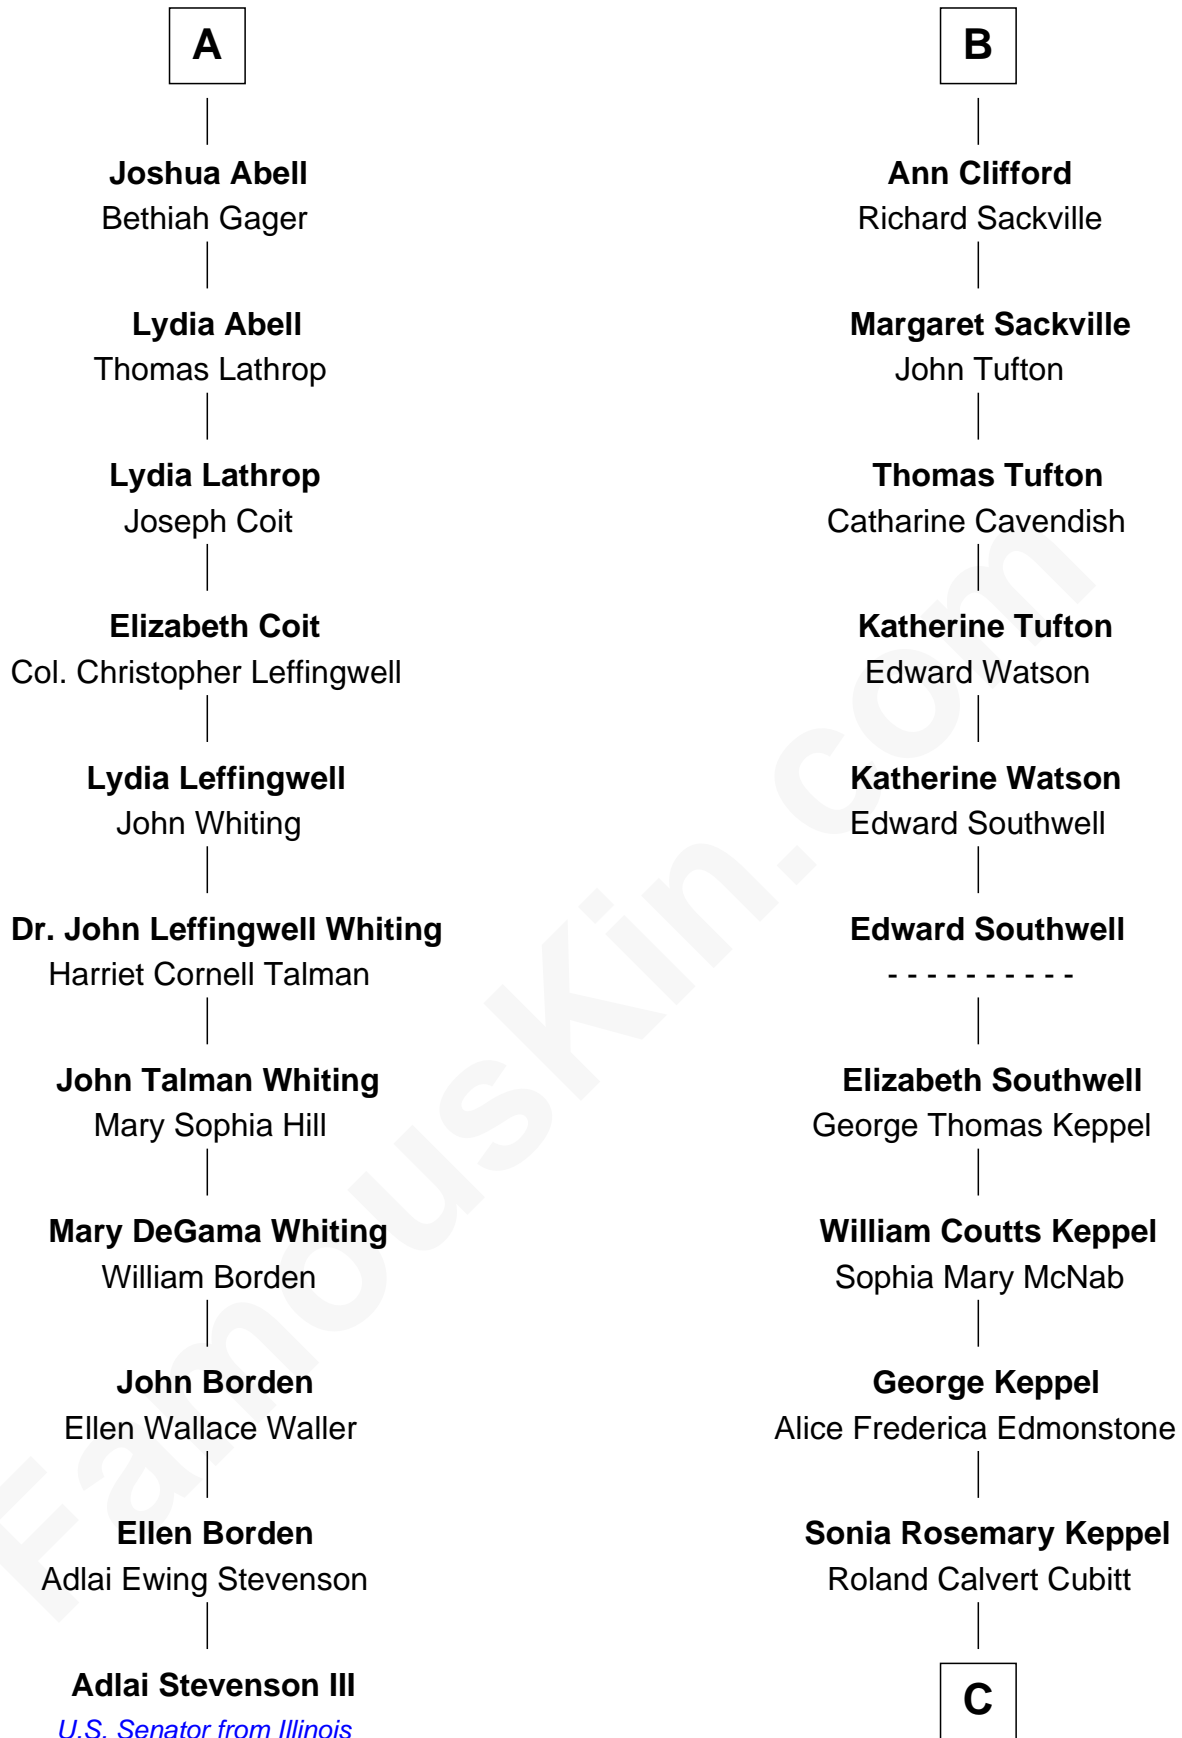 A
Joshua Abell
Bethiah Gager
Lydia Abell
Thomas Lathrop
Lydia Lathrop
Joseph Coit
Elizabeth Coit
Col. Christopher Leffingwell
Lydia Leffingwell
John Whiting
Dr. John Leffingwell Whiting
Harriet Cornell Talman
John Talman Whiting
Mary Sophia Hill
Mary DeGama Whiting
William Borden
John Borden
Ellen Wallace Waller
Ellen Borden
Adlai Ewing Stevenson
Adlai Stevenson III
U.S. Senator from Illinois
B
Ann Clifford
Richard Sackville
Margaret Sackville
John Tufton
Thomas Tufton
Catharine Cavendish
Katherine Tufton
Edward Watson
Katherine Watson
Edward Southwell
Edward Southwell
- - - - - - - - - -
Elizabeth Southwell
George Thomas Keppel
William Coutts Keppel
Sophia Mary McNab
George Keppel
Alice Frederica Edmonstone
Sonia Rosemary Keppel
Roland Calvert Cubitt
C
FamousKin.com